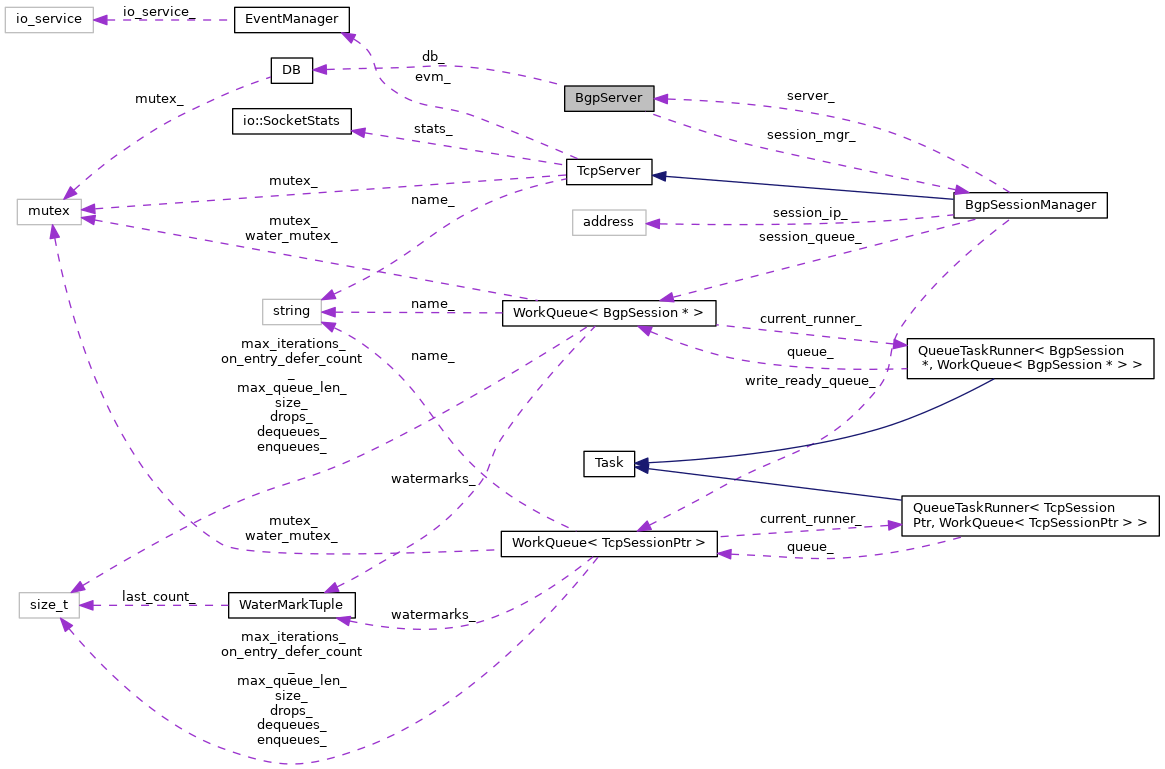 io_service
io_service_
EventManager
DB
db_
evm_
BgpServer
server_
mutex_
io::SocketStats
stats_
session_mgr_
TcpServer
mutex_
name_
mutex
BgpSessionManager
session_ip_
address
mutex_
water_mutex_
session_queue_
string
name_
WorkQueue< BgpSession * >
current_runner_
queue_
QueueTaskRunner< BgpSession
*, WorkQueue< BgpSession * > >
max_iterations_
on_entry_defer_count
_
max_queue_len_
size_
drops_
dequeues_
enqueues_
name_
write_ready_queue_
Task
watermarks_
QueueTaskRunner< TcpSession
Ptr, WorkQueue< TcpSessionPtr > >
mutex_
water_mutex_
WorkQueue< TcpSessionPtr >
current_runner_
queue_
size_t
last_count_
WaterMarkTuple
watermarks_
max_iterations_
on_entry_defer_count
_
max_queue_len_
size_
drops_
dequeues_
enqueues_